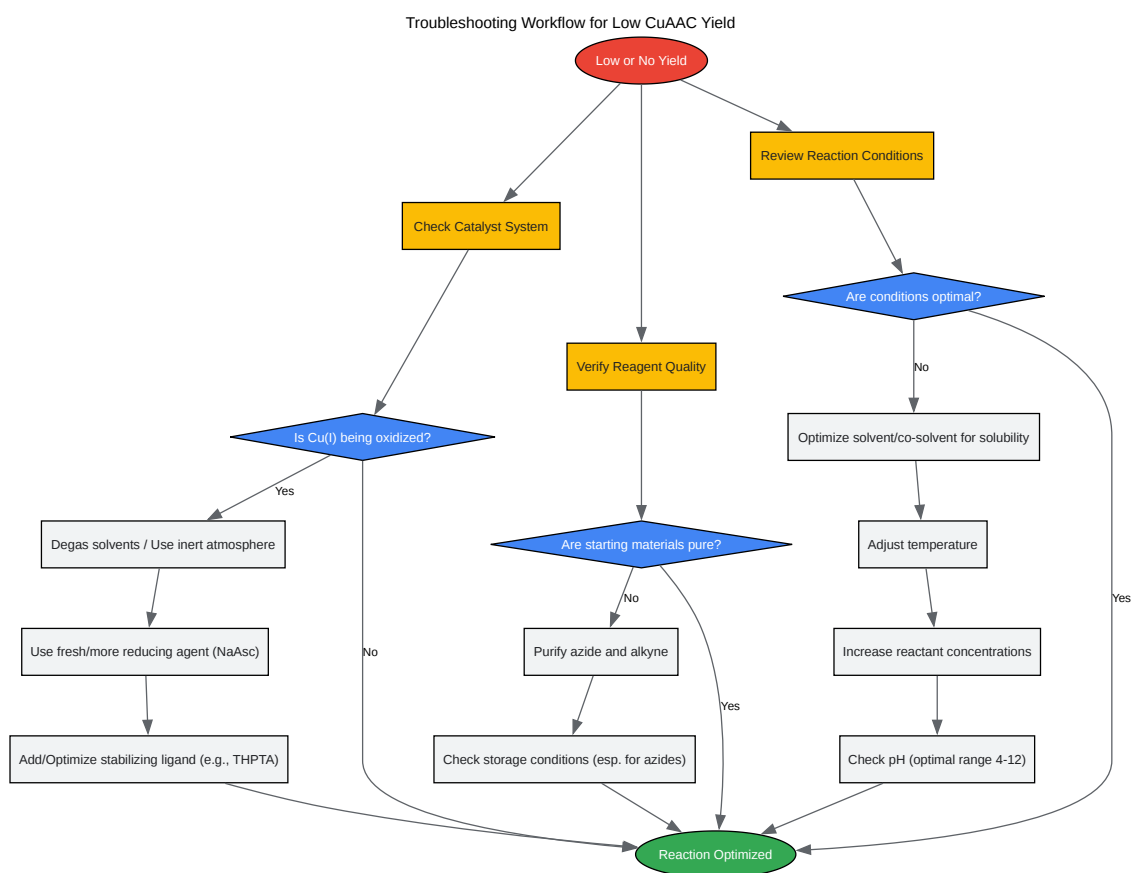 Troubleshooting Workflow for Low CuAAC Yield
Low or No Yield
Review Reaction Conditions
Check Catalyst System
Are conditions optimal?
Verify Reagent Quality
No
Optimize solvent/co-solvent for solubility
Is Cu(I) being oxidized?
Yes
Degas solvents / Use inert atmosphere
Are starting materials pure?
Adjust temperature
No
Yes
Use fresh/more reducing agent (NaAsc)
No
Purify azide and alkyne
Increase reactant concentrations
Yes
Add/Optimize stabilizing ligand (e.g., THPTA)
Check storage conditions (esp. for azides)
Check pH (optimal range 4-12)
Reaction Optimized